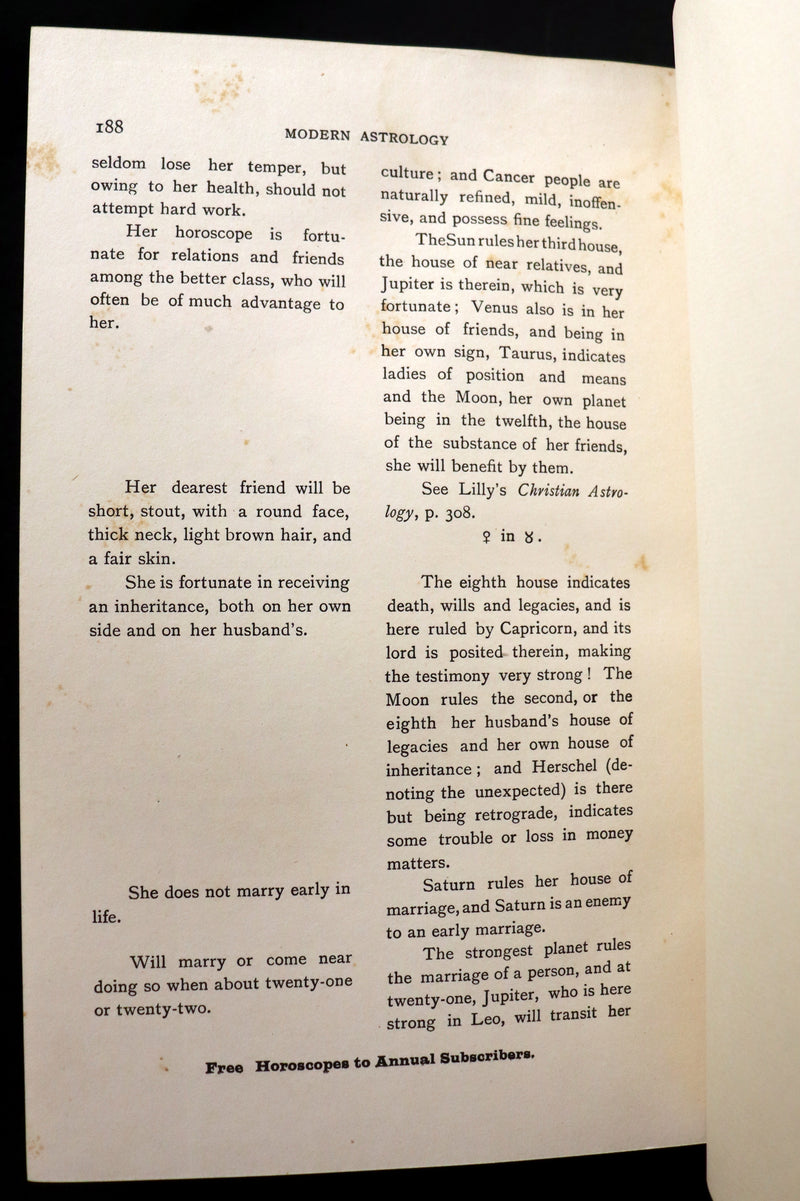 188
MODERN ASTROLOGY
seldom lose her temper, but
owing to her health, should not
attempt hard work.
Her horoscope is fortu-
nate for relations and friends
among the better class, who will
often be of much advantage to
her.
Her dearest friend will be
short, stout, with a round face,
thick neck, light brown hair, and
a fair skin.
She is fortunate in receiving
an inheritance, both on her own
side and on her husband's.
She does not marry early in
life.
Will marry or come near
doing so when about twenty-one
or twenty-two.
culture; and Cancer people are
naturally refined, mild, inoffen-
sive, and possess fine feelings.
The Sun rules her third house,
the house of near relatives, and
Jupiter is therein, which is very
fortunate; Venus also is in her
house of friends, and being in
her own sign, Taurus, indicates
ladies of position and means
and the Moon, her own planet
being in the twelfth, the house
of the substance of her friends,
she will benefit by them.
See Lilly's Christian Astro-
logy, p. 308.
♀ in ♉.
The eighth house indicates
death, wills and legacies, and is
here ruled by Capricorn, and its
lord is posited therein, making
the testimony very strong! The
Moon rules the second, or the
eighth her husband's house of
legacies and her own house of
inheritance; and Herschel (de-
noting the unexpected) is there
but being retrograde, indicates
some trouble or loss in money
matters.
Saturn rules her house of
marriage, and Saturn is an enemy
to an early marriage.
The strongest planet rules
the marriage of a person, and at
twenty-one, Jupiter, who is here
strong in Leo, will transit her
Free Horoscopes to Annual Subscribers.